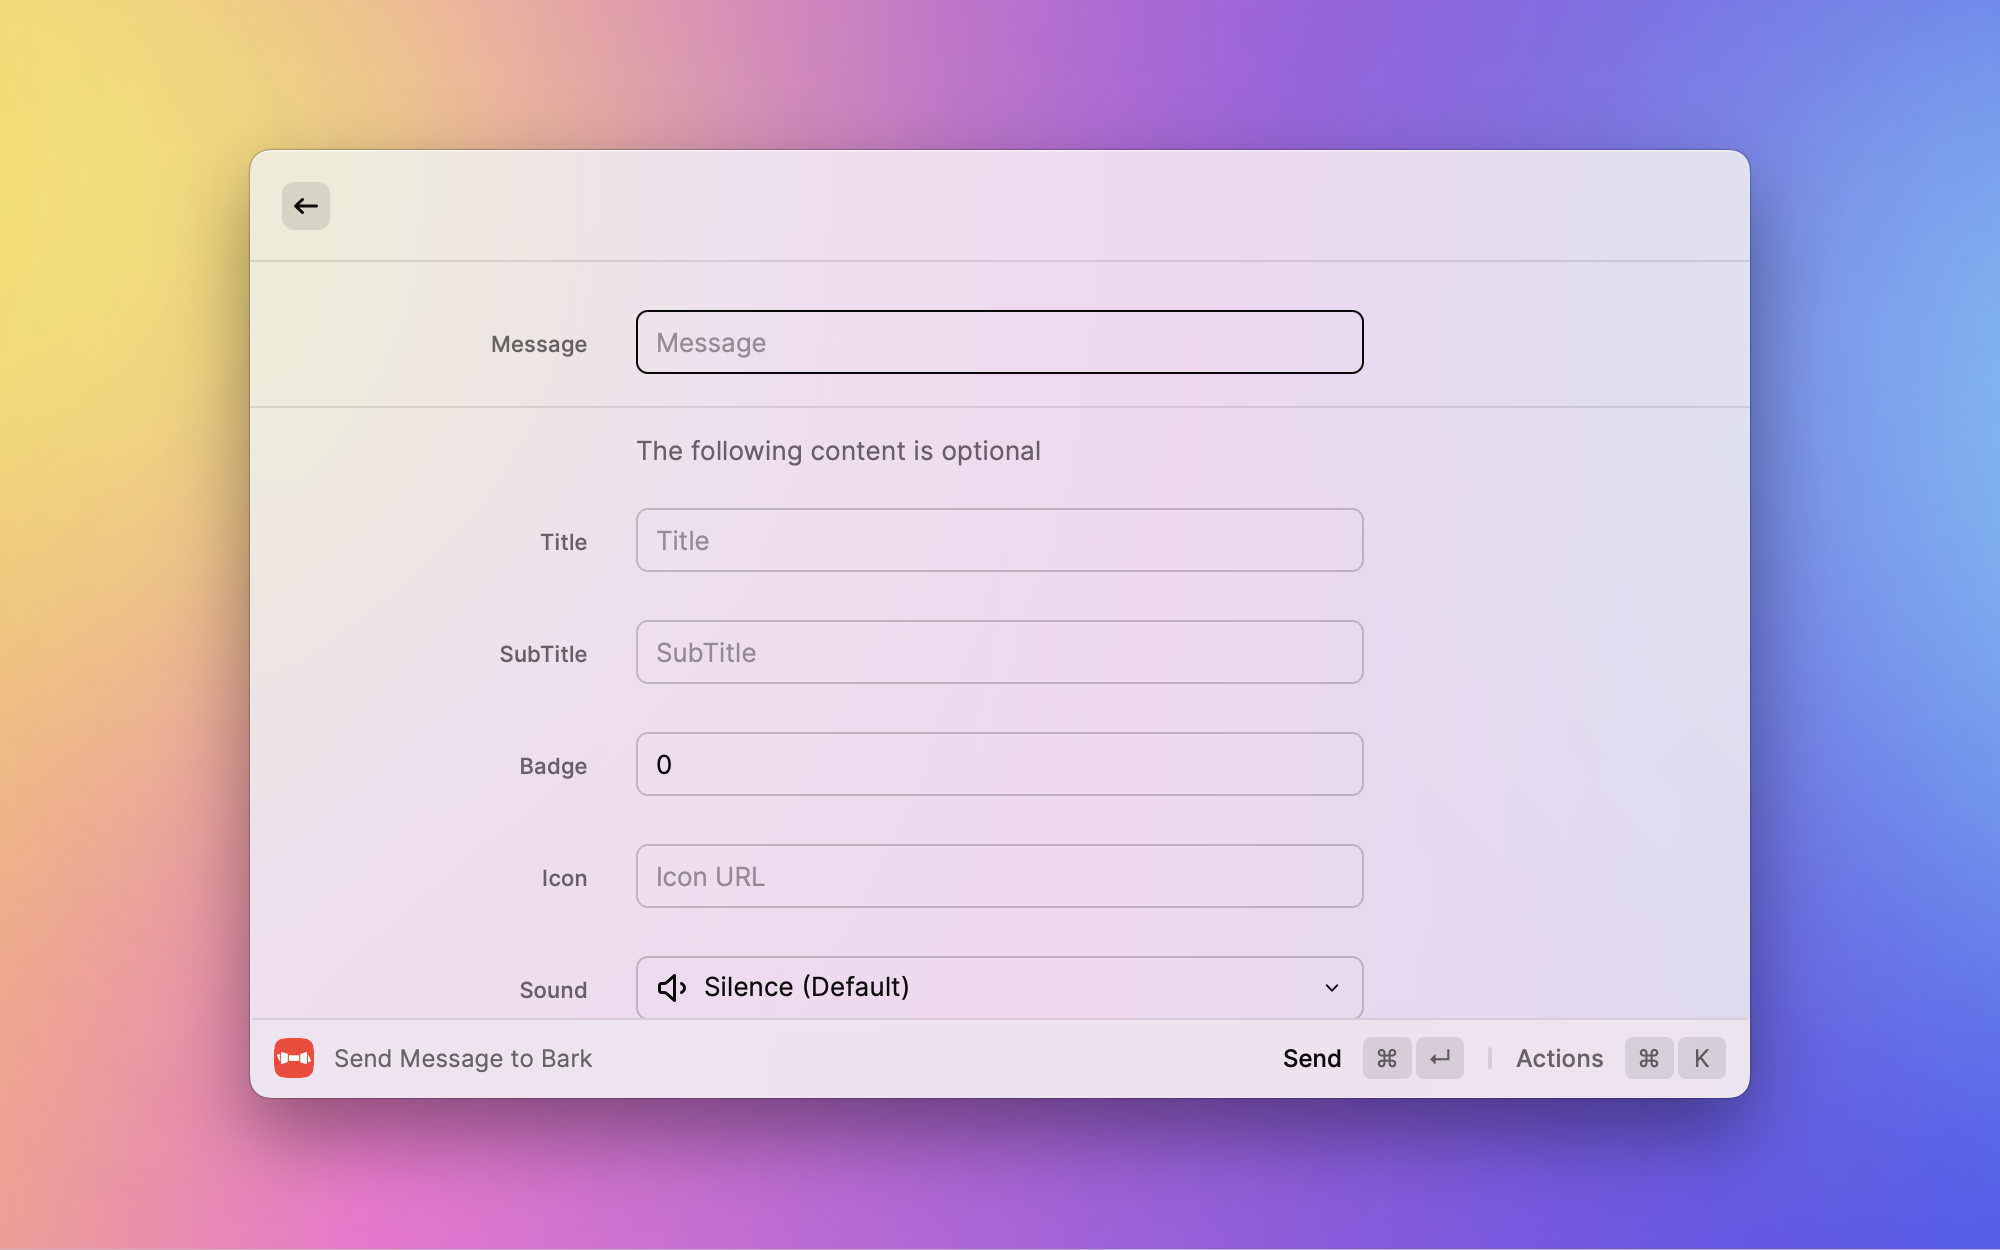 Message
Message
The following content is optional
Title
Title
SubTitle
SubTitle
Badge
0
Icon
Icon URL
Sound
Silence (Default)
Send Message to Bark
Send ⌘ ↵ | Actions ⌘ K